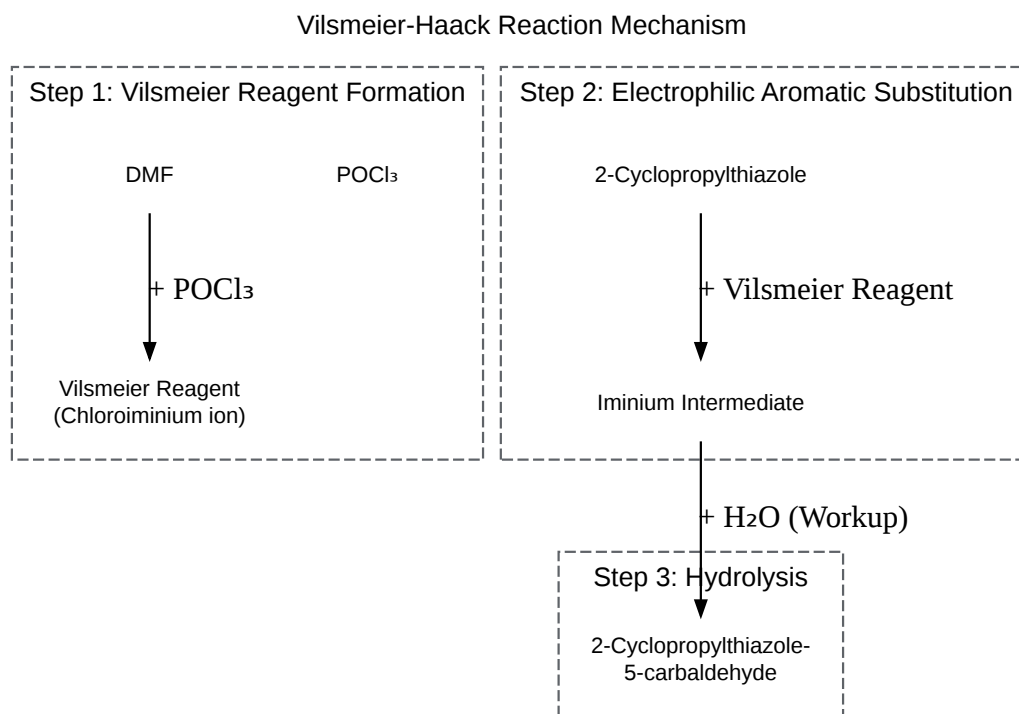 Vilsmeier-Haack Reaction Mechanism
Step 1: Vilsmeier Reagent Formation
DMF
POCl₃
+ POCl₃
Vilsmeier Reagent
(Chloroiminium ion)
Step 2: Electrophilic Aromatic Substitution
2-Cyclopropylthiazole
+ Vilsmeier Reagent
Iminium Intermediate
+ H₂O (Workup)
Step 3: Hydrolysis
2-Cyclopropylthiazole-
5-carbaldehyde